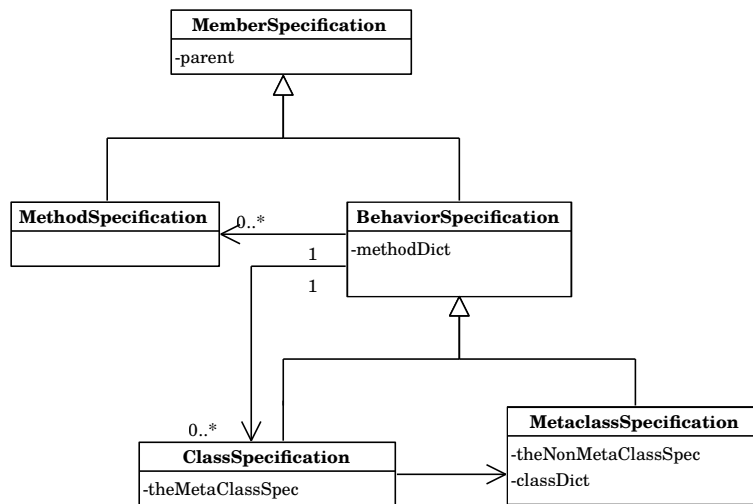 MemberSpecification
-parent
MethodSpecification
0..*
BehaviorSpecification
-methodDict
1
1
0..*
ClassSpecification
-theMetaClassSpec
MetaclassSpecification
-theNonMetaClassSpec
-classDict